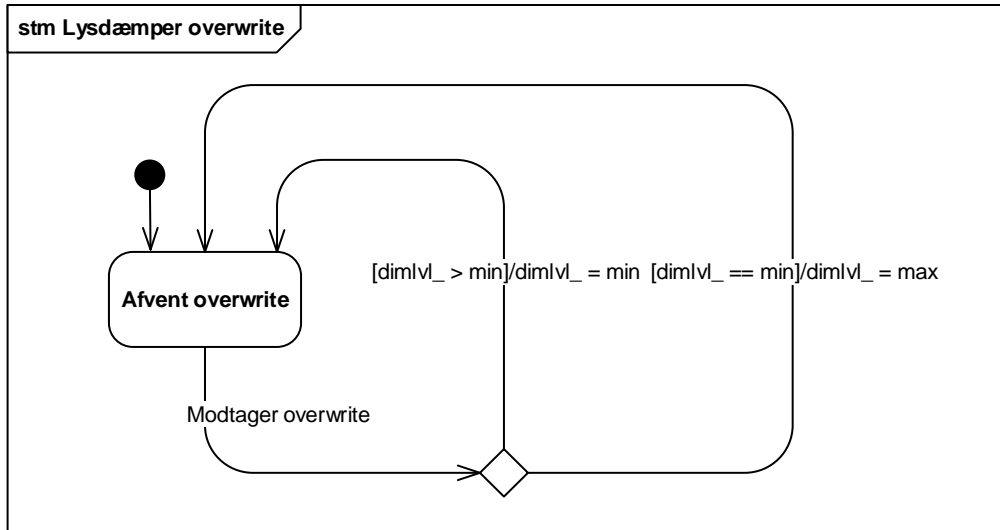 stm Lysdæmper overwrite
[dimlvl_ > min]/dimlvl_ = min
[dimlvl_ == min]/dimlvl_ = max
Afvent overwrite
Modtager overwrite